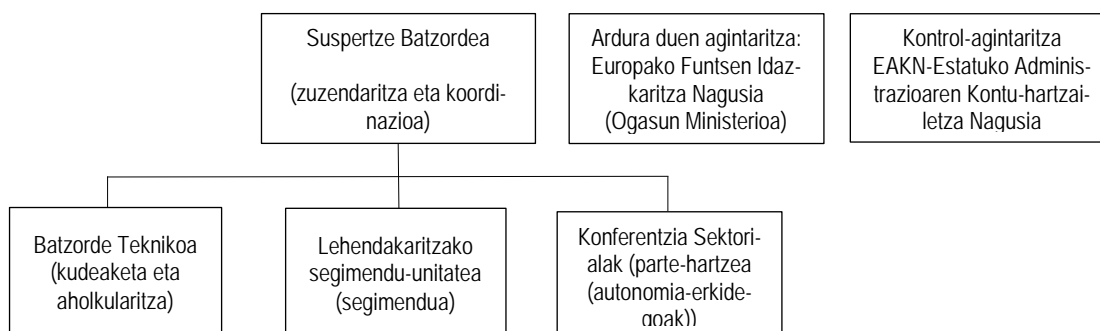 Suspertze Batzordea
(zuzendaritza eta koordi-
nazioa)
Ardura duen agintaritza:
Europako Funtsen Idaz-
karitza Nagusia
(Ogasun Ministerioa)
Kontrol-agintaritza
EAKN-Estatuko Adminis-
trazioaren Kontu-hartzai-
letza Nagusia
Batzorde Teknikoa
(kudeaketa eta
aholkularitza)
Lehendakaritzako
segimendu-unitatea
(segimendua)
Konferentzia Sektori-
alak (parte-hartzea
(autonomia-erkide-
goak))